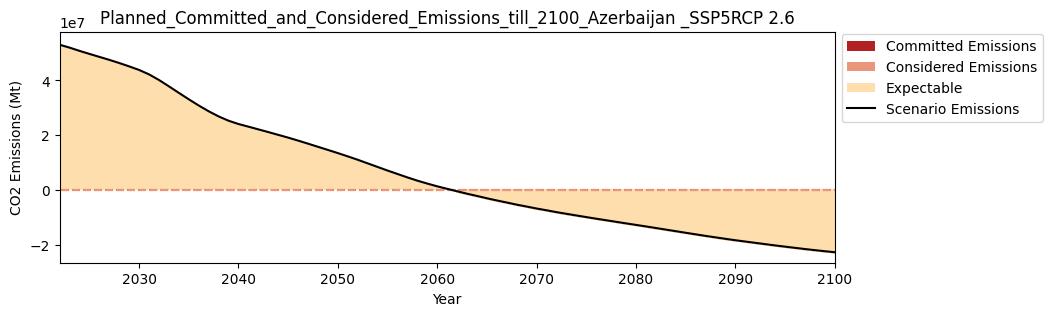 Planned_Committed_and_Considered_Emissions_till_2100_Azerbaijan _SSP5RCP 2.6
1e7
Committed Emissions
Considered Emissions
Expectable
Scenario Emissions
CO2 Emissions (Mt)
4
2
0
−2
2030 2040 2050 2060 2070 2080 2090 2100
Year